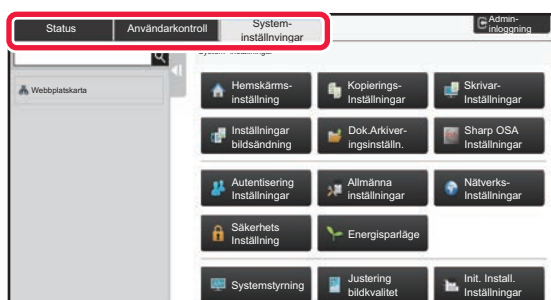 Status
Användarkontroll
System-
inställnvingar
Admin-
inloggning
Webbplatskarta
Hemskärms-
inställning
Kopierings-
Inställningar
Skrivar-
Inställningar
Inställningar
bildsändning
Dok.Arkiver-
ingsinställn.
Sharp OSA
Inställningar
Autentisering
Inställningar
Allmänna
inställningar
Nätverks-
Inställningar
Säkerhets
Inställning
Energisparläge
Systemstyrning
Justering
bildkvalitet
Init. Install.
Inställningar